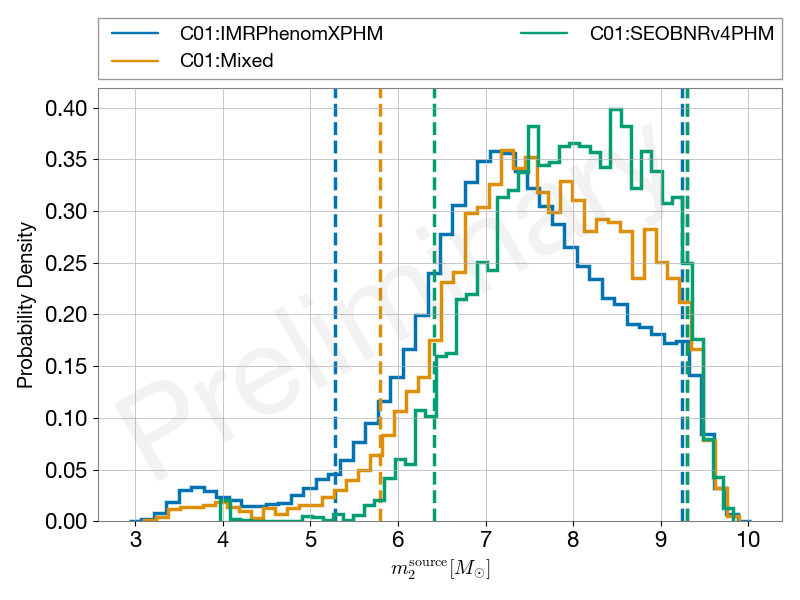 C01:IMRPhenomXPHM
C01:Mixed
C01:SEOBNRv4PHM
Preliminary
Probability Density
0.40
0.35
0.30
0.25
0.20
0.15
0.10
0.05
0.00
3 4 5 6 7 8 9 10
m₂^source [M⊙]